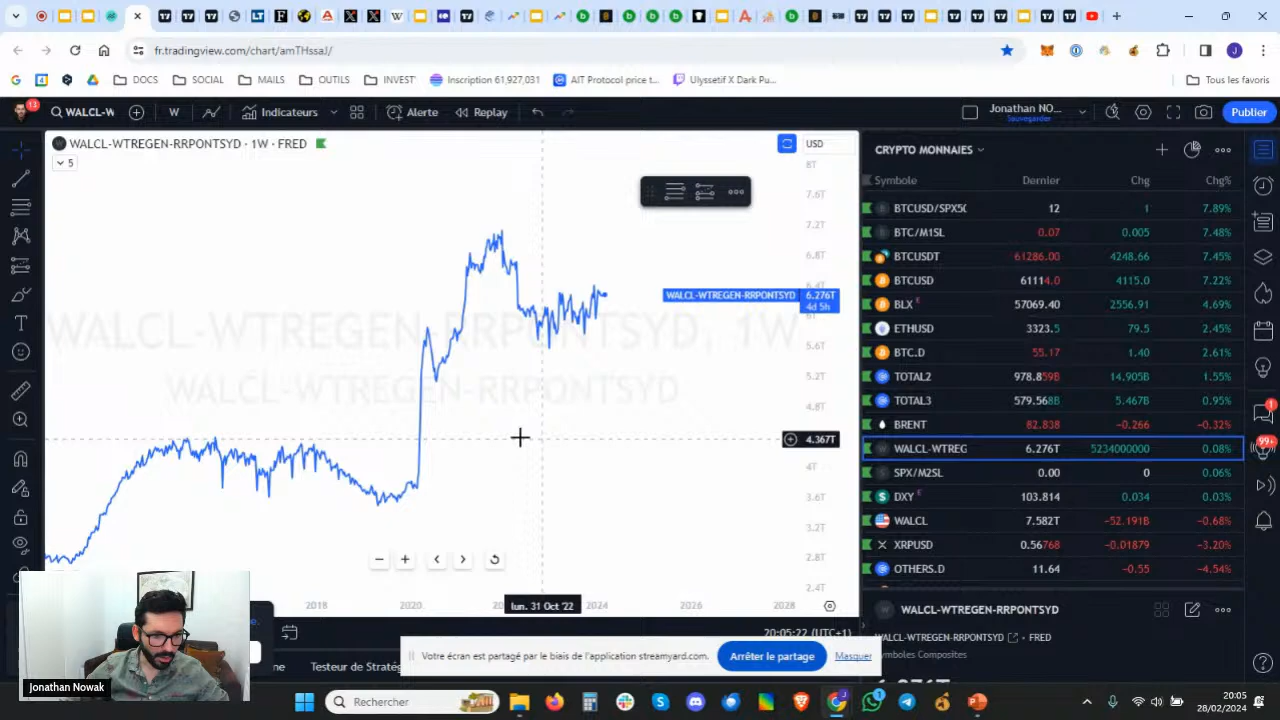 fr.tradingview.com/chart/amTHssaJ/
DOCS
SOCIAL
MAILS
OUTILS
INVEST'
Inscription 61,927,031
AIT Protocol price t...
Ulyssetif X Dark Pu...
Tous les favoris
13
WALCL-W
W
Indicateurs
Alerte
Replay
Jonathan NO...
Sauvegarder
Publier
WALCL-WTREGEN-RRPONTSYD · 1W · FRED
5
USD
8T
7.6T
7.2T
6.8T
6.4T
WALCL-WTREGEN-RRPONTSYD 6.276T
4d 5h
6T
WALCL-WTREGEN-RRPONTSYD, 1W
5.6T
WALCL-WTREGEN-RRPONTSYD
5.2T
4.8T
4.367T
4T
3.6T
3.2T
2.8T
2.4T
2018
2020
lun. 31 Oct '22
2024
2026
2028
20:05:22 (UTC+1)
CRYPTO MONNAIES
Symbole Dernier Chg Chg%
BTCUSD/SPX50 12 1 7.89%
BTC/M1SL 0.07 0.005 7.48%
BTCUSDT 61286.00 4248.66 7.45%
BTCUSD 61114.0 4115.0 7.22%
BLX E 57069.40 2556.91 4.69%
ETHUSD 3323.5 79.5 2.45%
BTC.D 55.17 1.40 2.61%
TOTAL2 978.859B 14.905B 1.55%
TOTAL3 579.568B 5.467B 0.95%
BRENT 82.838 -0.266 -0.32%
WALCL-WTREG 6.276T 5234000000 0.08%
SPX/M2SL 0.00 0 0.06%
DXY E 103.814 0.034 0.03%
WALCL 7.582T -52.191B -0.68%
XRPUSD 0.56768 -0.01879 -3.20%
OTHERS.D 11.64 -0.55 -4.54%
1
99+
WALCL-WTREGEN-RRPONTSYD
WALCL-WTREGEN-RRPONTSYD · FRED
Symboles Composites
Testeur de Straté
Votre écran est partagé par le biais de l'application streamyard.com.
Arrêter le partage
Masquer
Jonathan Nowak
Rechercher
1
20:05
28/02/2024